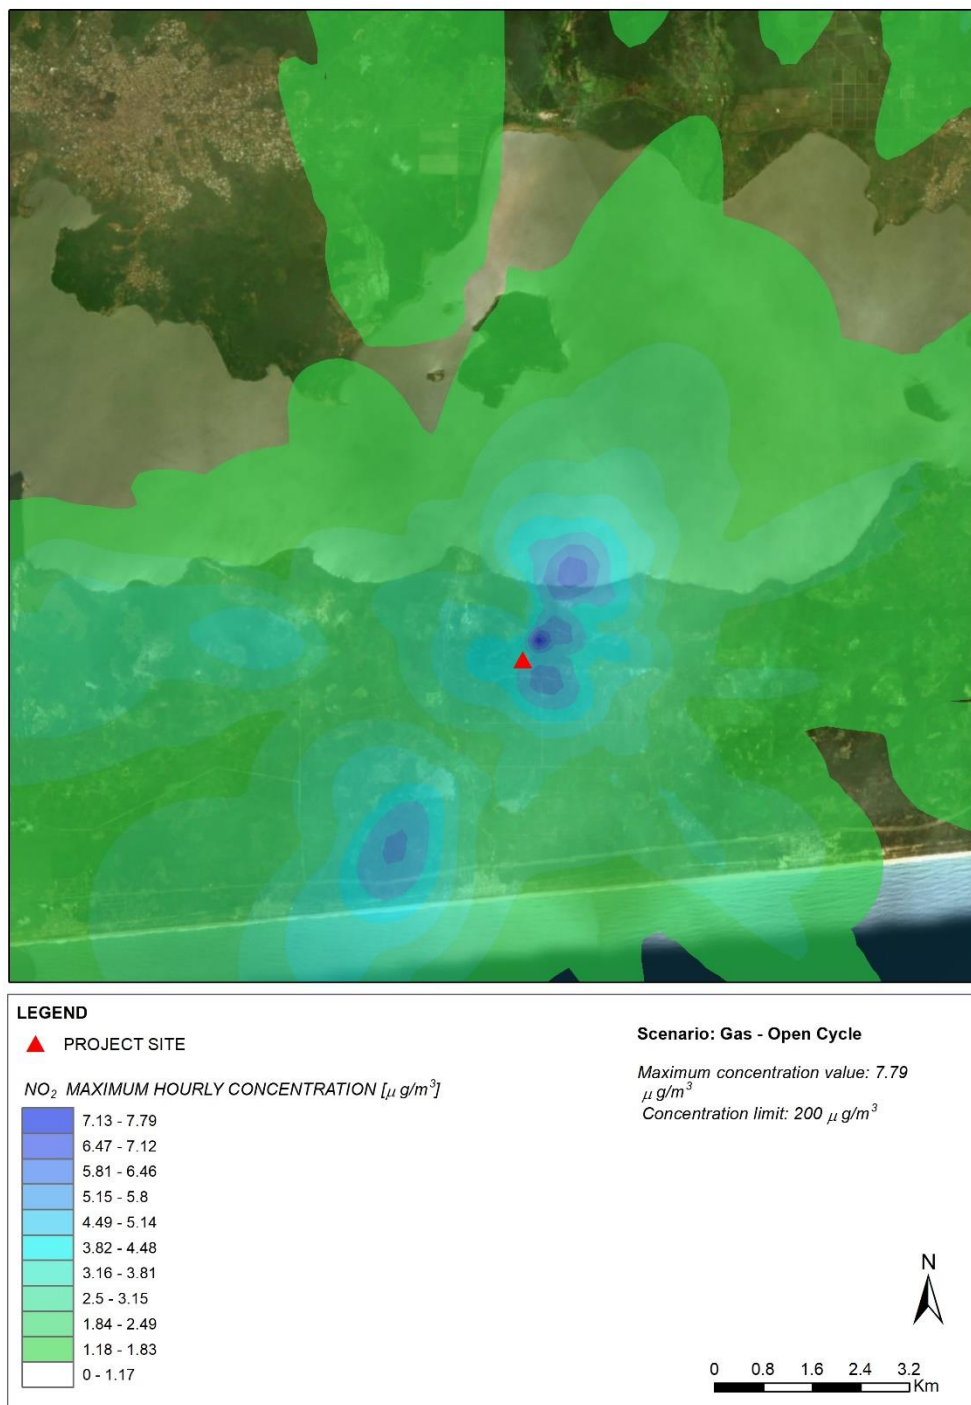 LEGEND
PROJECT SITE
NO₂ MAXIMUM HOURLY CONCENTRATION [μ g/m³]
7.13 - 7.79
6.47 - 7.12
5.81 - 6.46
5.15 - 5.8
4.49 - 5.14
3.82 - 4.48
3.16 - 3.81
2.5 - 3.15
1.84 - 2.49
1.18 - 1.83
0 - 1.17
Scenario: Gas - Open Cycle
Maximum concentration value: 7.79
μ g/m³
Concentration limit: 200 μ g/m³
N
0 0.8 1.6 2.4 3.2
Km